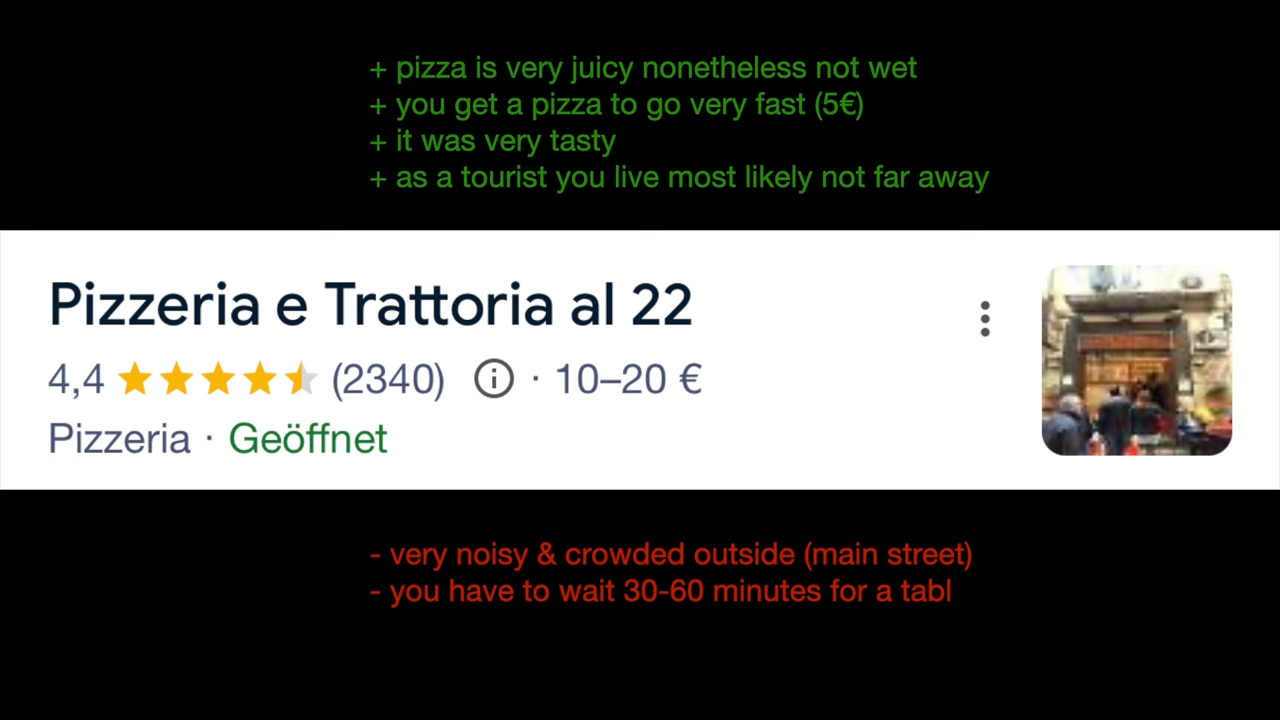 + pizza is very juicy nonetheless not wet
+ you get a pizza to go very fast (5€)
+ it was very tasty
+ as a tourist you live most likely not far away
Pizzeria e Trattoria al 22
4,4 ★★★★★ (2340) ⓘ · 10–20 €
Pizzeria · Geöffnet
- very noisy & crowded outside (main street)
- you have to wait 30-60 minutes for a tabl